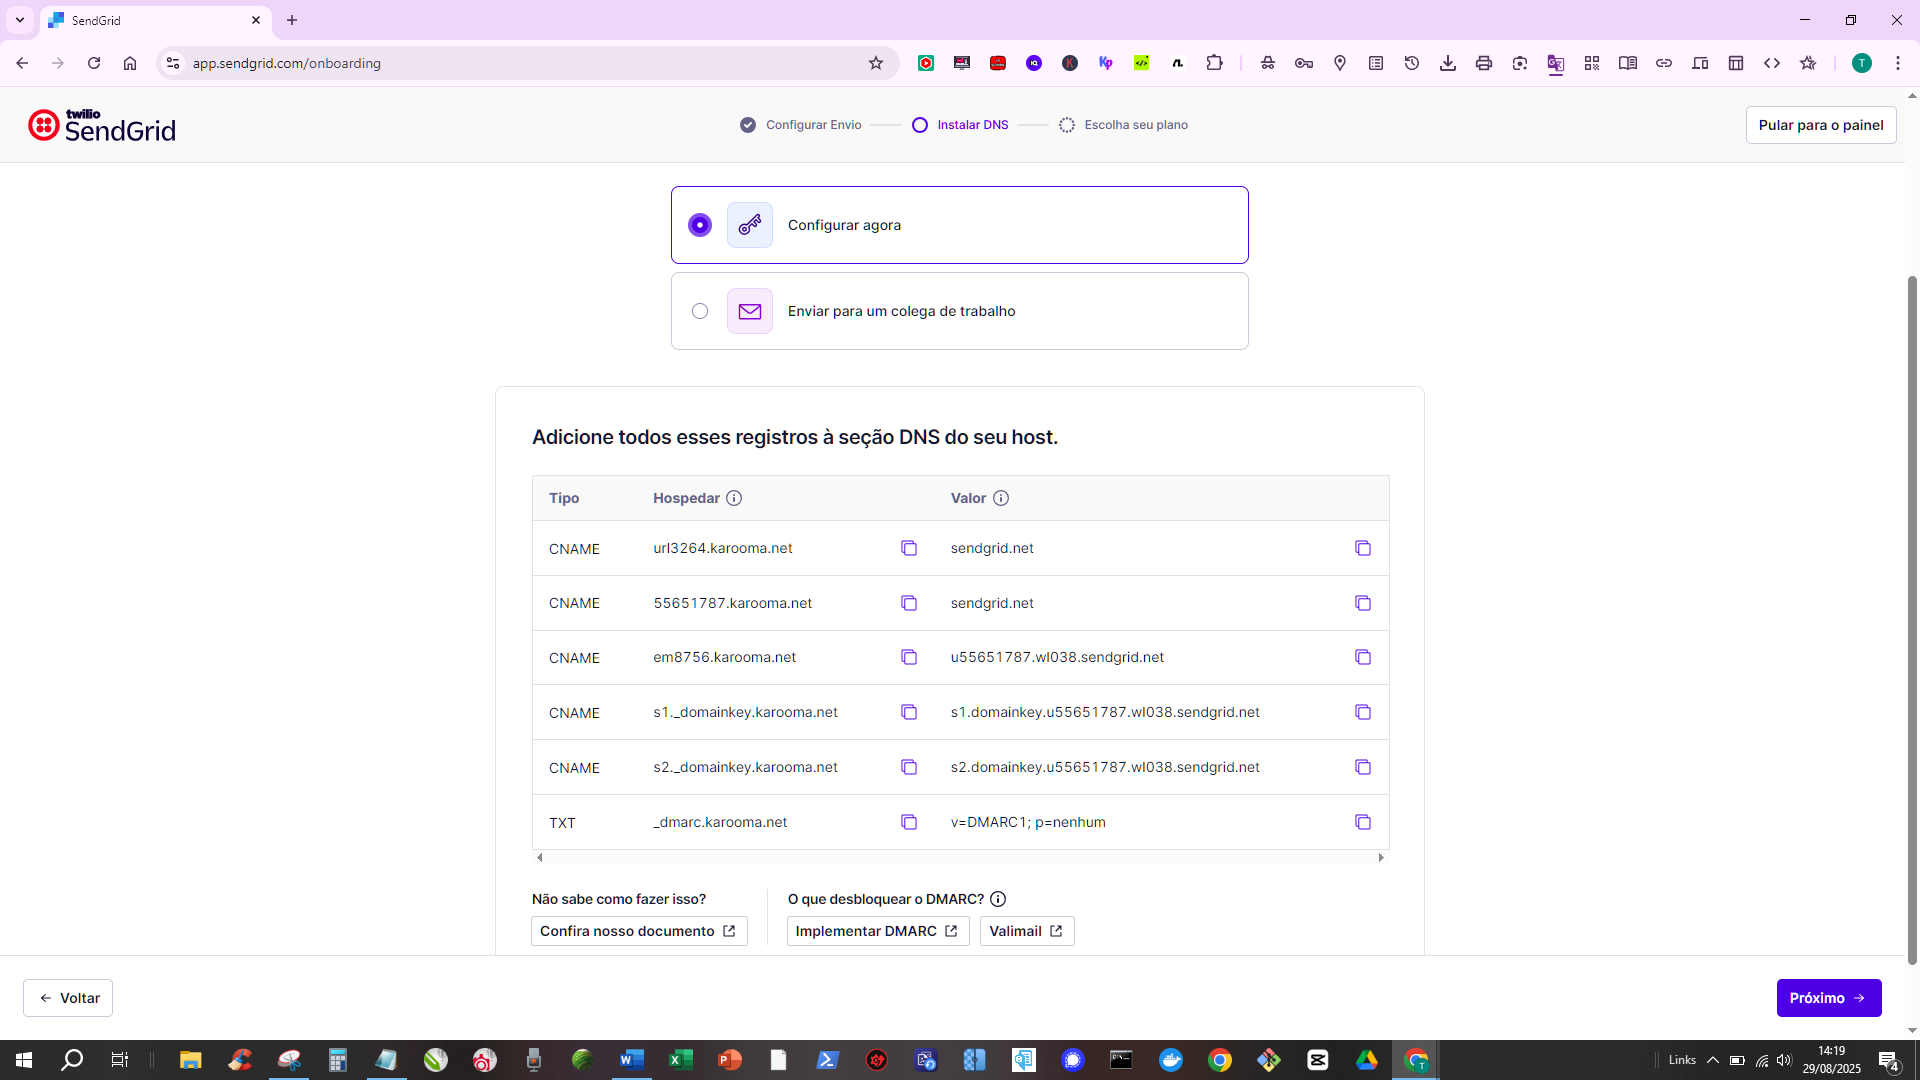 SendGrid
app.sendgrid.com/onboarding
twilio
SendGrid
Configurar Envio
Instalar DNS
Escolha seu plano
Pular para o painel
Configurar agora
Enviar para um colega de trabalho
Adicione todos esses registros à seção DNS do seu host.
Tipo Hospedar Valor
CNAME url3264.karooma.net sendgrid.net
CNAME 55651787.karooma.net sendgrid.net
CNAME em8756.karooma.net u55651787.wl038.sendgrid.net
CNAME s1._domainkey.karooma.net s1.domainkey.u55651787.wl038.sendgrid.net
CNAME s2._domainkey.karooma.net s2.domainkey.u55651787.wl038.sendgrid.net
TXT _dmarc.karooma.net v=DMARC1; p=nenhum
Não sabe como fazer isso? O que desbloquear o DMARC?
Confira nosso documento Implementar DMARC Valimail
Voltar
Próximo
Links
14:19
29/08/2025
4